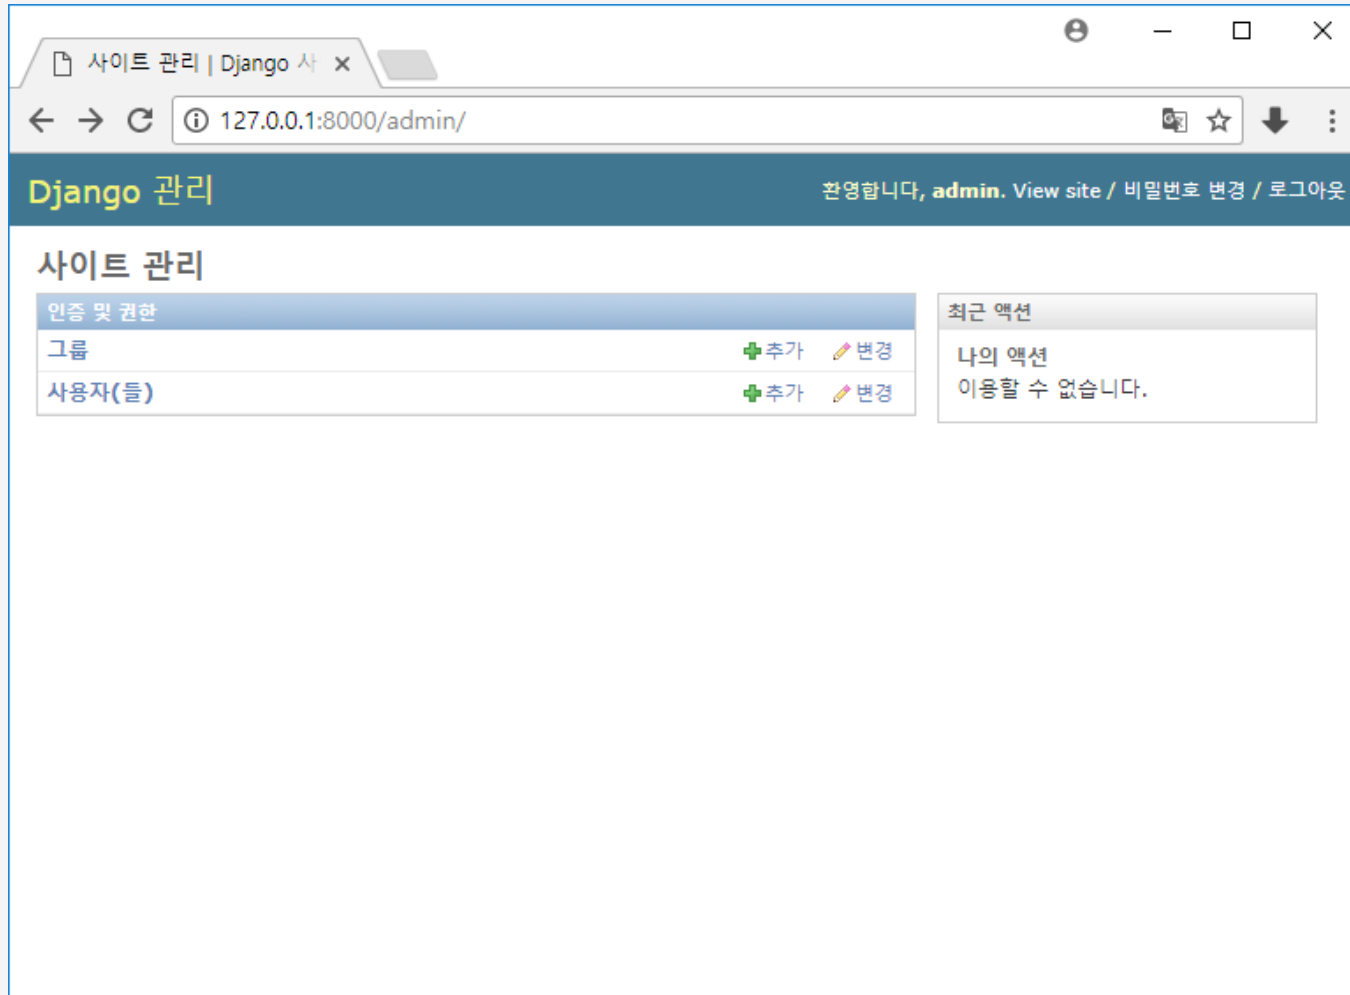 사이트 관리 | Django 사
127.0.0.1:8000/admin/
Django 관리
환영합니다, admin. View site / 비밀번호 변경 / 로그아웃
사이트 관리
인증 및 권한
그룹 추가 변경
사용자(들) 추가 변경
최근 액션
나의 액션
이용할 수 없습니다.